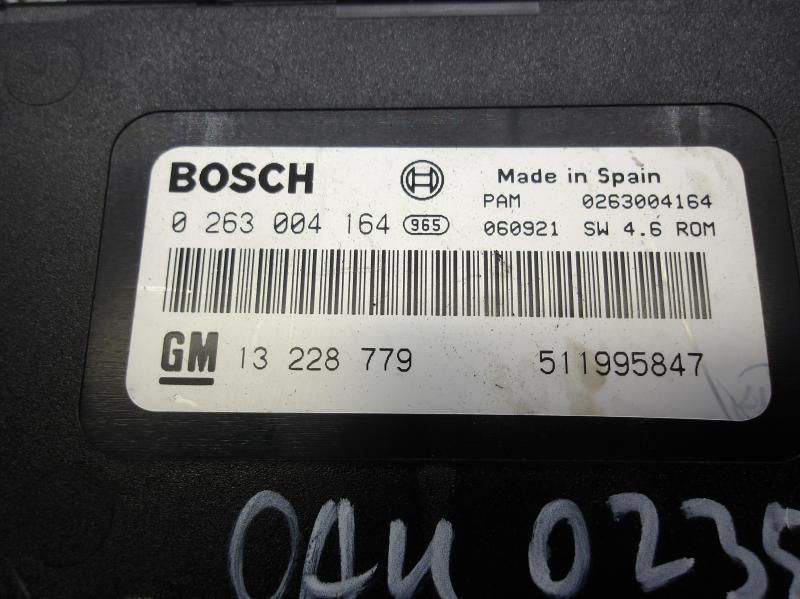 BOSCH Made in Spain
PAM 0263004164
0 263 004 164 965 060921 SW 4.6 ROM
GM 13 228 779 511995847